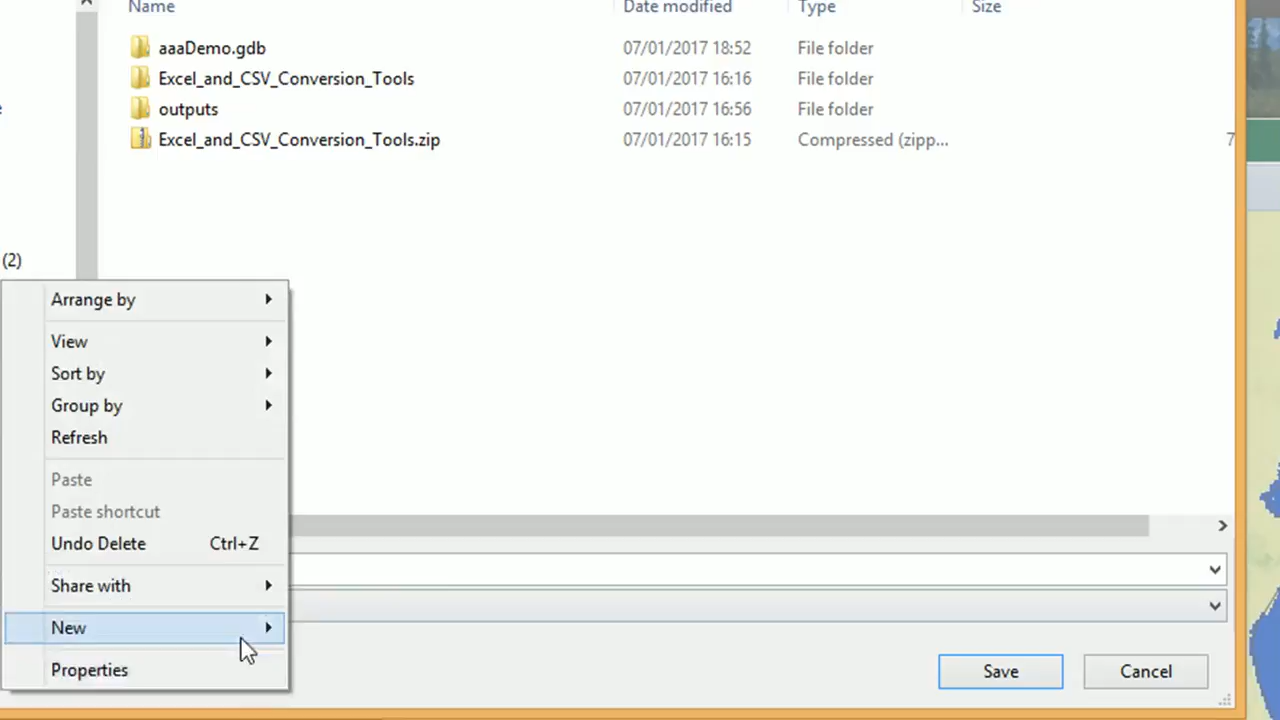 Name Date modified Type Size
aaaDemo.gdb 07/01/2017 18:52 File folder
Excel_and_CSV_Conversion_Tools 07/01/2017 16:16 File folder
outputs 07/01/2017 16:56 File folder
Excel_and_CSV_Conversion_Tools.zip 07/01/2017 16:15 Compressed (zipp... 7
(2)
Arrange by
View
Sort by
Group by
Refresh
Paste
Paste shortcut
Undo Delete Ctrl+Z
Share with
New
Properties
Save Cancel